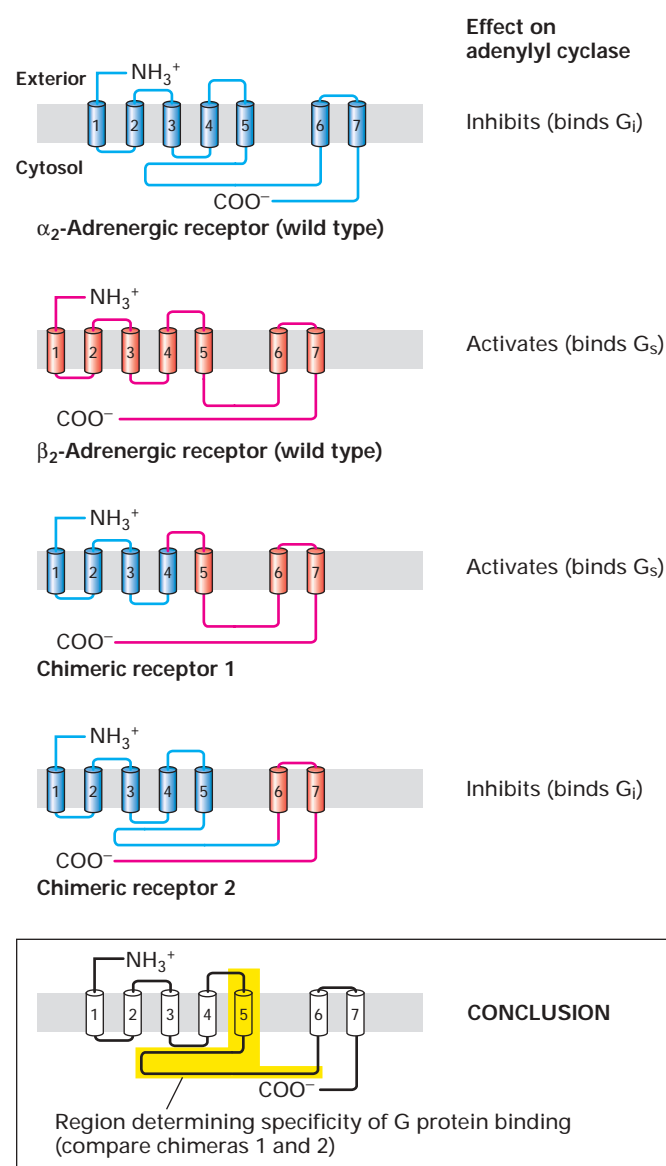 Effect on
adenylyl cyclase
Exterior
NH₃⁺
1 2 3 4 5 6 7
Inhibits (binds Gᵢ)
Cytosol
COO⁻
α₂-Adrenergic receptor (wild type)
NH₃⁺
1 2 3 4 5 6 7
Activates (binds Gₛ)
COO⁻
β₂-Adrenergic receptor (wild type)
NH₃⁺
1 2 3 4 5 6 7
Activates (binds Gₛ)
COO⁻
Chimeric receptor 1
NH₃⁺
1 2 3 4 5 6 7
Inhibits (binds Gᵢ)
COO⁻
Chimeric receptor 2
NH₃⁺
1 2 3 4 5 6 7
CONCLUSION
COO⁻
Region determining specificity of G protein binding
(compare chimeras 1 and 2)